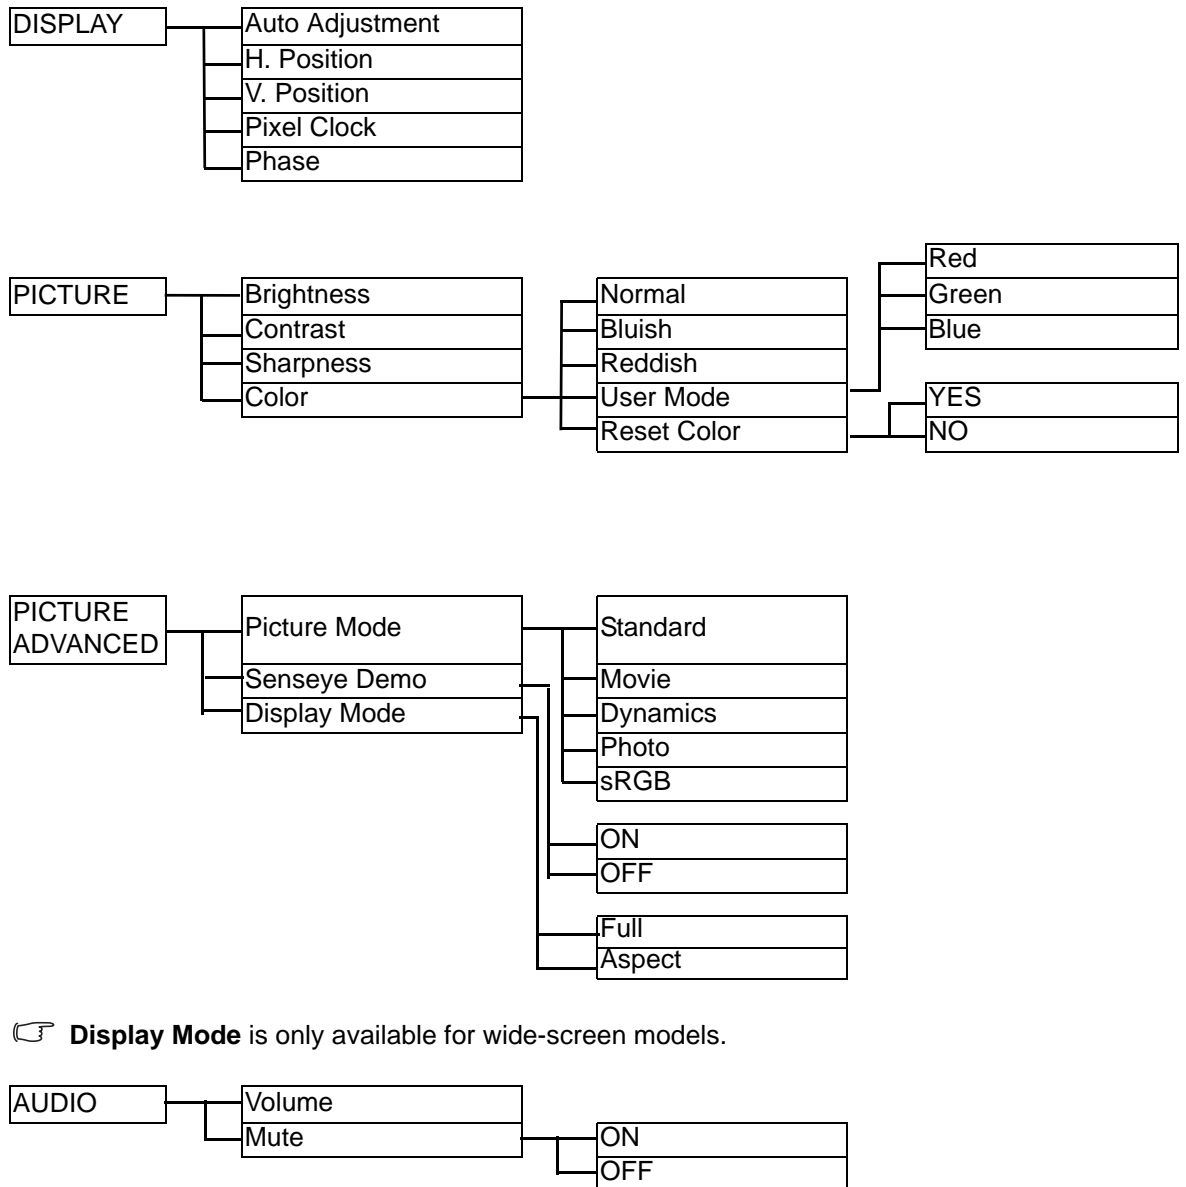 DISPLAY
Auto Adjustment
H. Position
V. Position
Pixel Clock
Phase
PICTURE
Brightness
Contrast
Sharpness
Color
Normal
Bluish
Reddish
User Mode
Reset Color
Red
Green
Blue
YES
NO
PICTURE
ADVANCED
Picture Mode
Senseye Demo
Display Mode
Standard
Movie
Dynamics
Photo
sRGB
ON
OFF
Full
Aspect
Display Mode is only available for wide-screen models.
AUDIO
Volume
Mute
ON
OFF